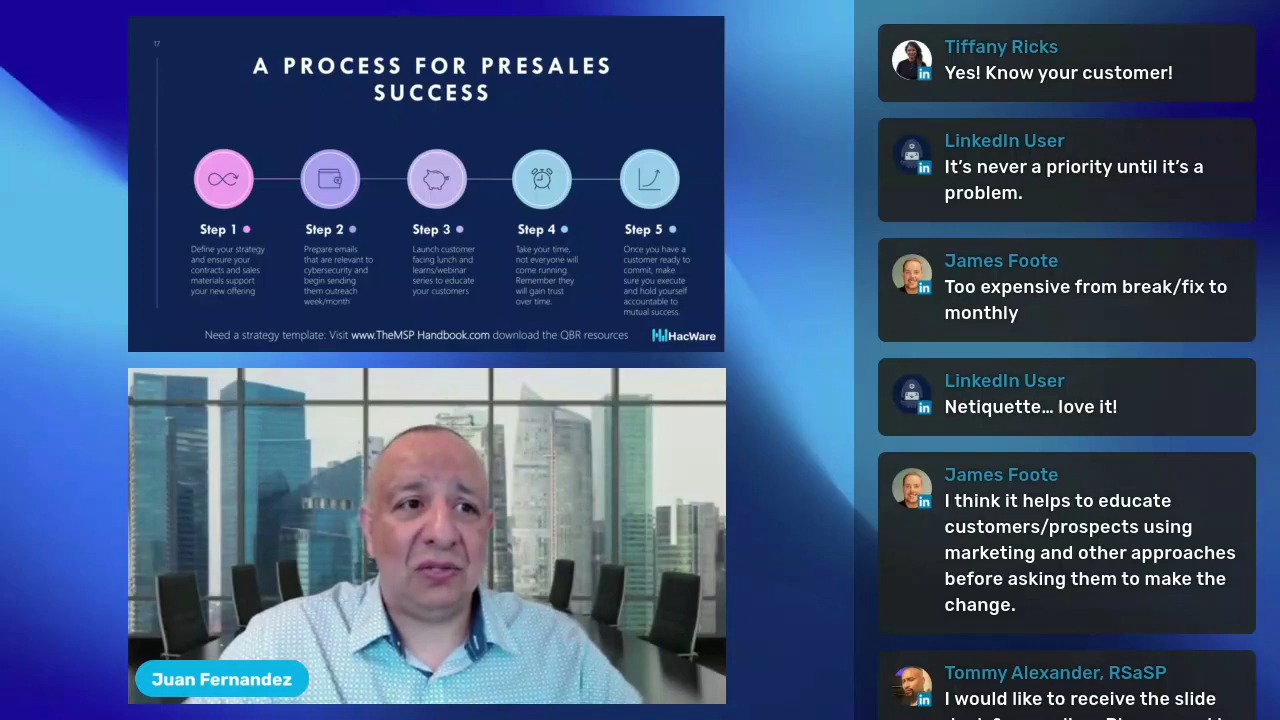 17
A PROCESS FOR PRESALES
SUCCESS
Step 1
Define your strategy
and ensure your
contracts and sales
materials support
your new offering
Step 2
Prepare emails
that are relevant to
cybersecurity and
begin sending
them outreach
week/month
Step 3
Launch customer
facing lunch and
learns/webinar
series to educate
your customers
Step 4
Take your time,
not everyone will
come running.
Remember they
will gain trust
over time.
Step 5
Once you have a
customer ready to
commit, make
sure you execute
and hold yourself
accountable to
mutual success.
Need a strategy template: Visit www.TheMSP Handbook.com download the QBR resources
HacWare
Juan Fernandez
Tiffany Ricks
in
Yes! Know your customer!
LinkedIn User
in
It’s never a priority until it’s a
problem.
James Foote
in
Too expensive from break/fix to
monthly
LinkedIn User
in
Netiquette… love it!
James Foote
in
I think it helps to educate
customers/prospects using
marketing and other approaches
before asking them to make the
change.
Tommy Alexander, RSaSP
in
I would like to receive the slide